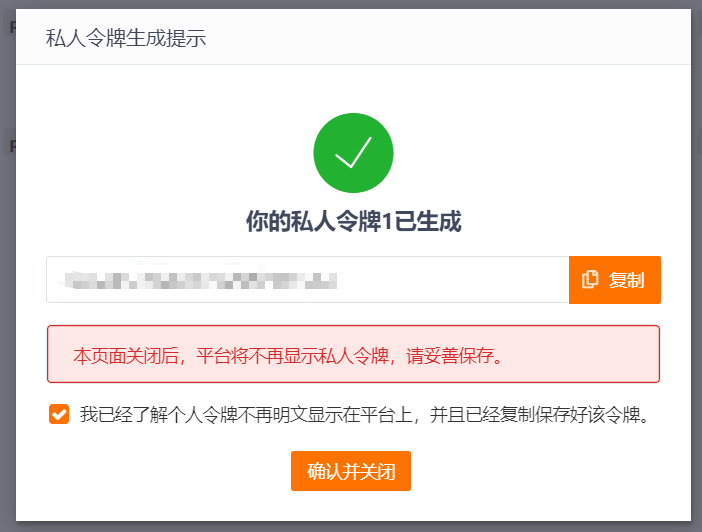 私人令牌生成提示
你的私人令牌1已生成
复制
本页面关闭后，平台将不再显示私人令牌，请妥善保存。
我已经了解个人令牌不再明文显示在平台上，并且已经复制保存好该令牌。
确认并关闭